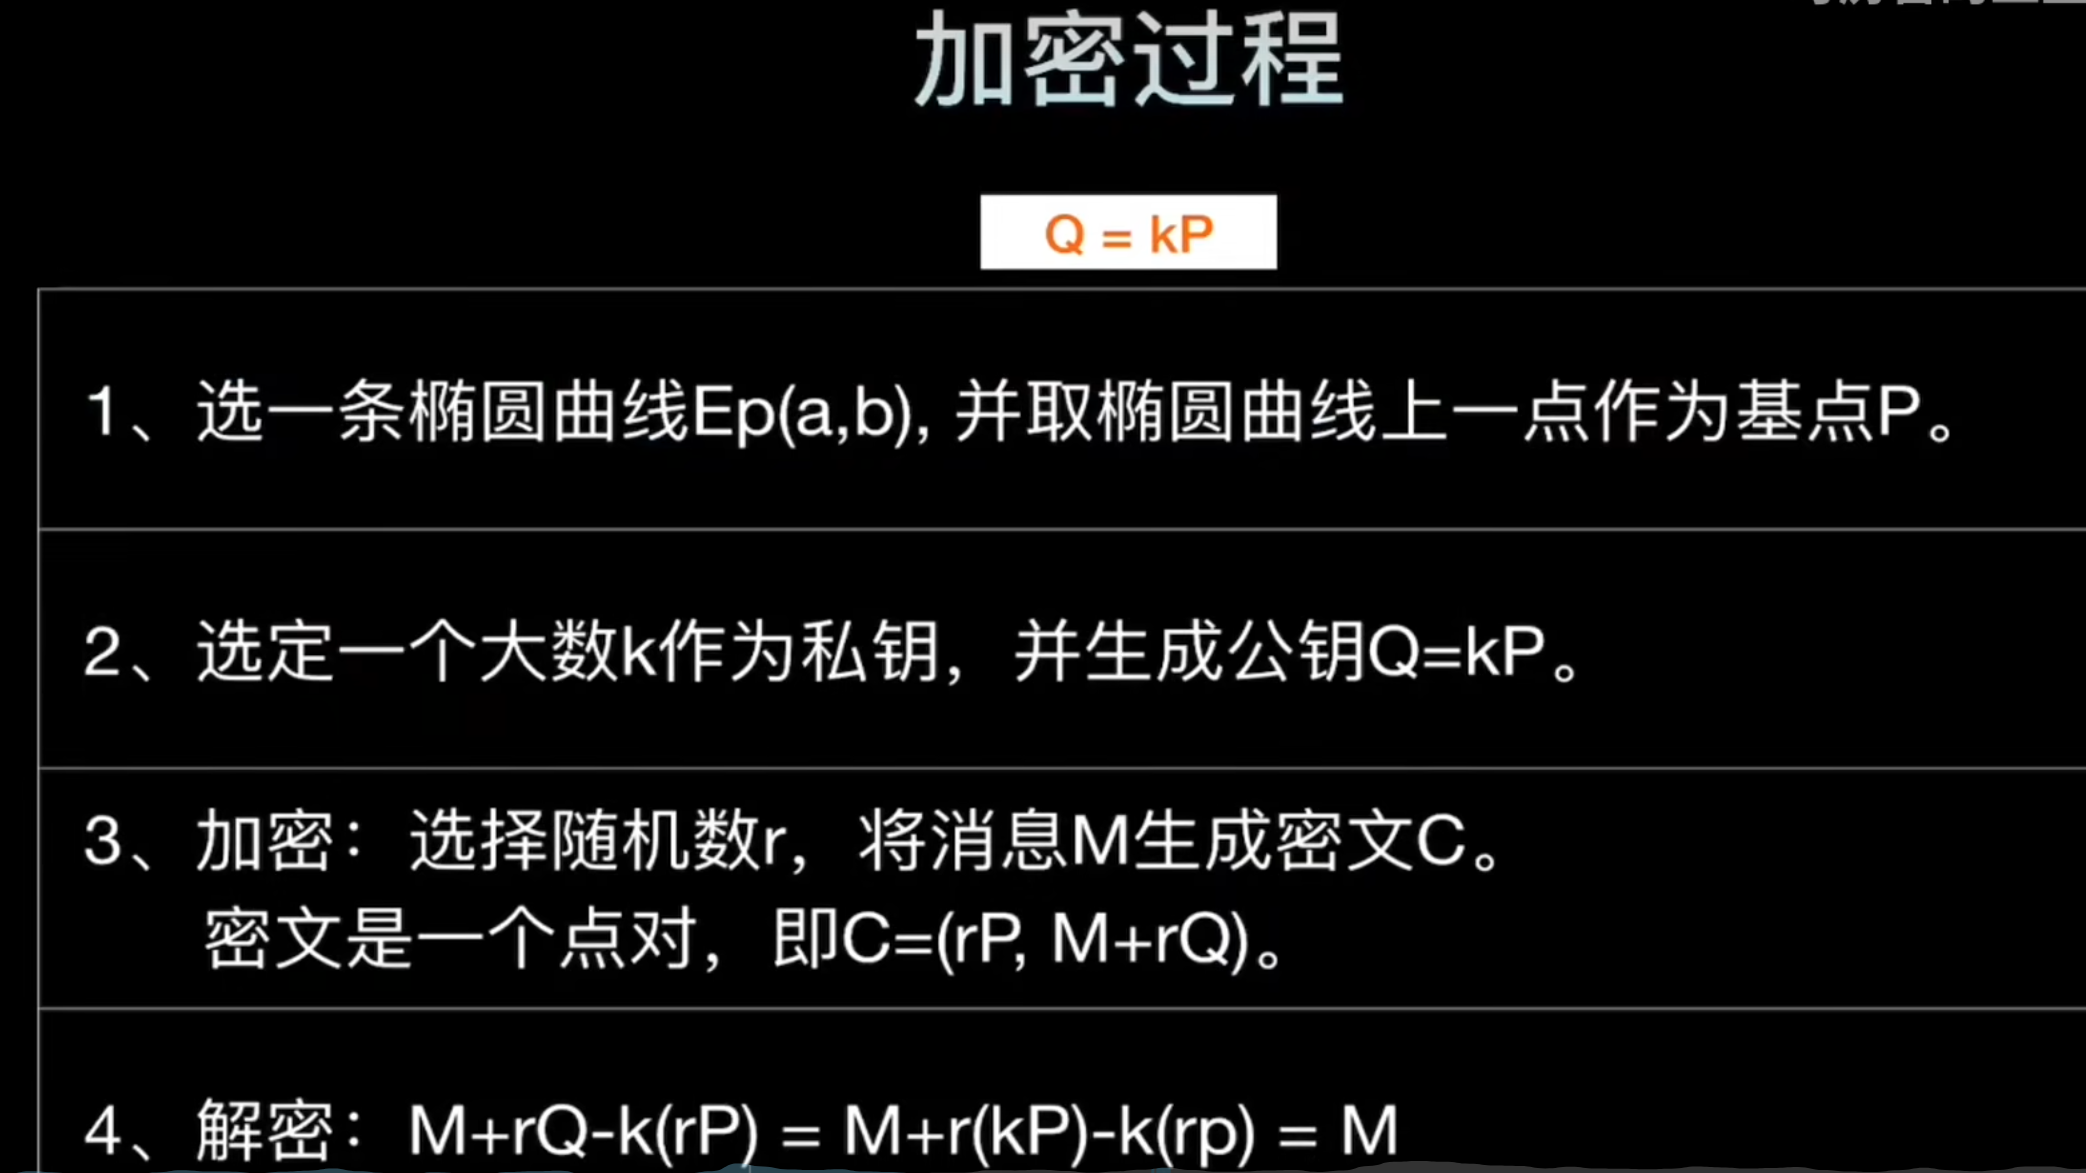 加密过程
Q = kP
1、选一条椭圆曲线Ep(a,b), 并取椭圆曲线上一点作为基点P。
2、选定一个大数k作为私钥，并生成公钥Q=kP。
3、加密：选择随机数r，将消息M生成密文C。
密文是一个点对，即C=(rP, M+rQ)。
4、解密：M+rQ-k(rP) = M+r(kP)-k(rp) = M